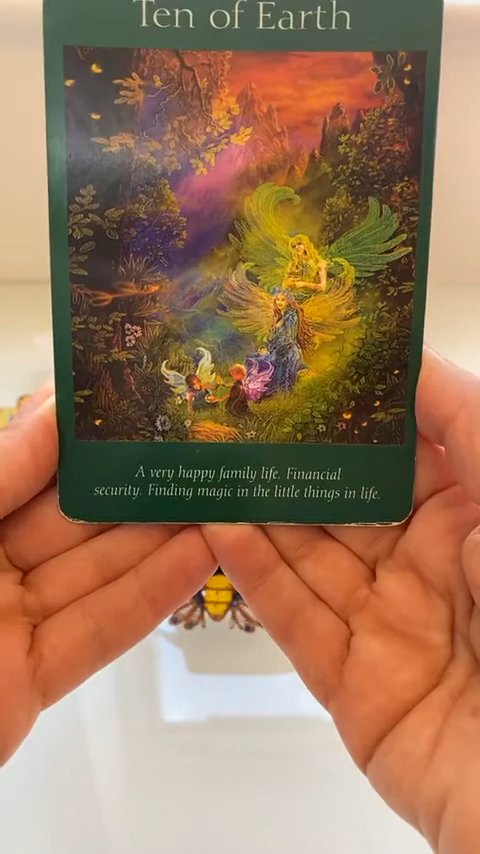 Ten of Earth
A very happy family life. Financial
security. Finding magic in the little things in life.